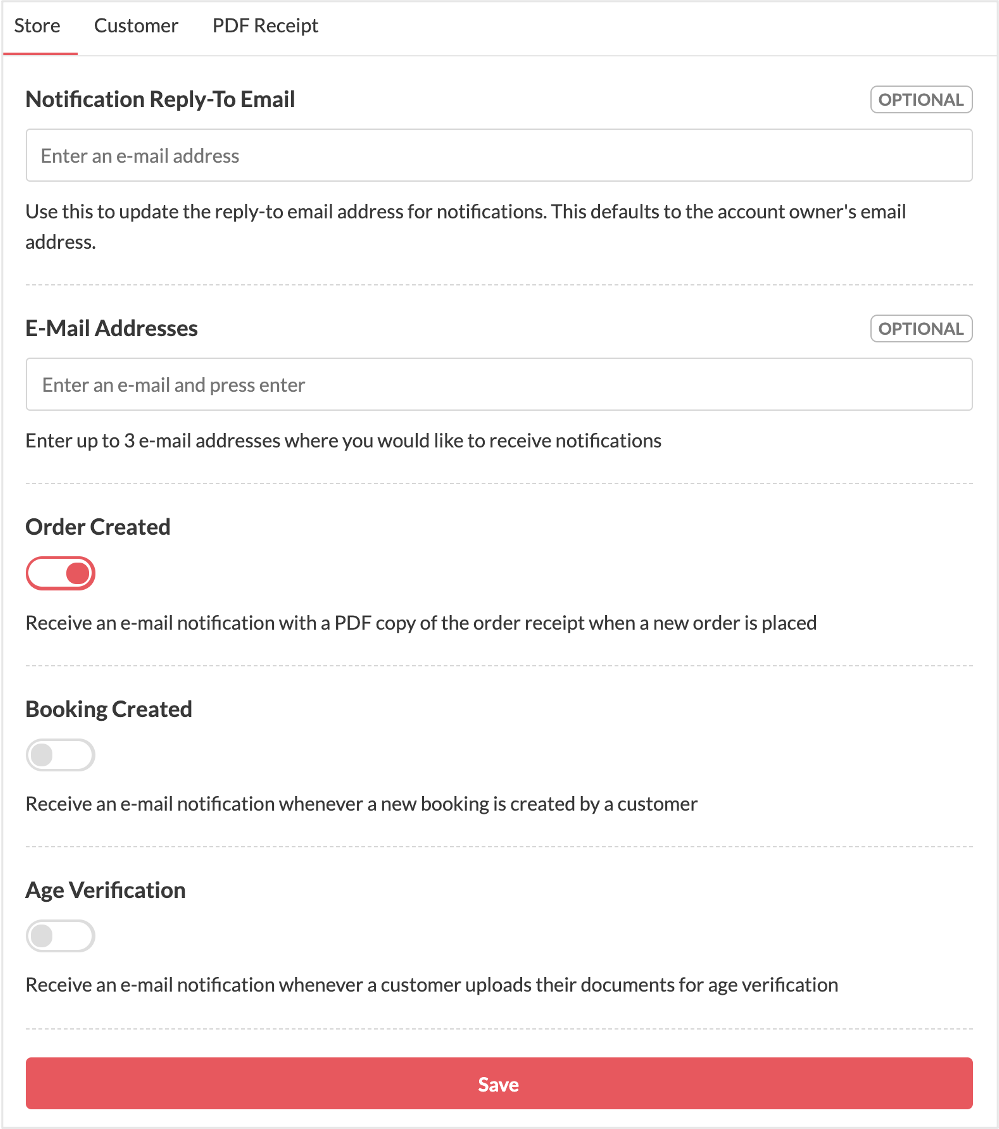 Store Customer PDF Receipt
Notification Reply-To Email OPTIONAL
Enter an e-mail address
Use this to update the reply-to email address for notifications. This defaults to the account owner's email
address.
E-Mail Addresses OPTIONAL
Enter an e-mail and press enter
Enter up to 3 e-mail addresses where you would like to receive notifications
Order Created
Receive an e-mail notification with a PDF copy of the order receipt when a new order is placed
Booking Created
Receive an e-mail notification whenever a new booking is created by a customer
Age Verification
Receive an e-mail notification whenever a customer uploads their documents for age verification
Save